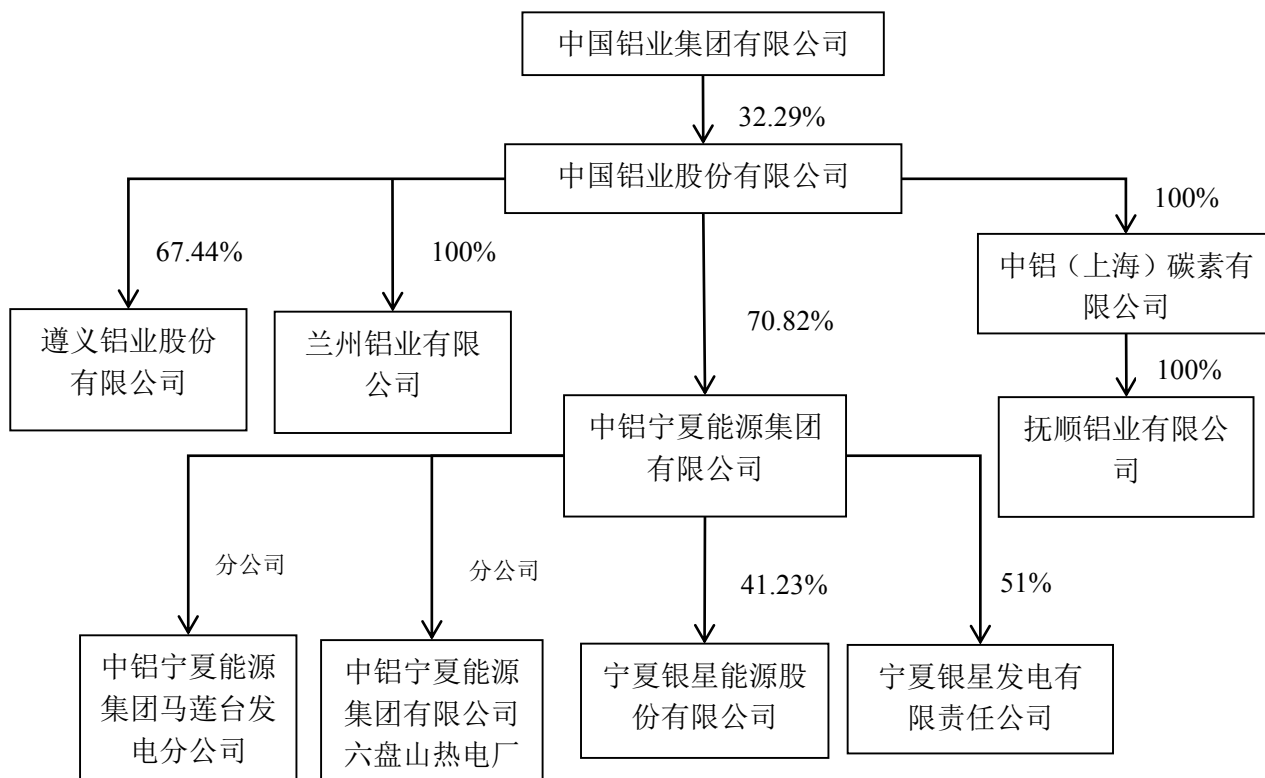 中国铝业集团有限公司
32.29%
中国铝业股份有限公司
67.44%
100%
70.82%
100%
遵义铝业股份
有限公司
兰州铝业有限
公司
中铝（上海）碳素有
限公司
100%
中铝宁夏能源集团
有限公司
抚顺铝业有限公
司
分公司
分公司
41.23%
51%
中铝宁夏能源
集团马莲台发
电分公司
中铝宁夏能源
集团有限公司
六盘山热电厂
宁夏银星能源股
份有限公司
宁夏银星发电有
限责任公司